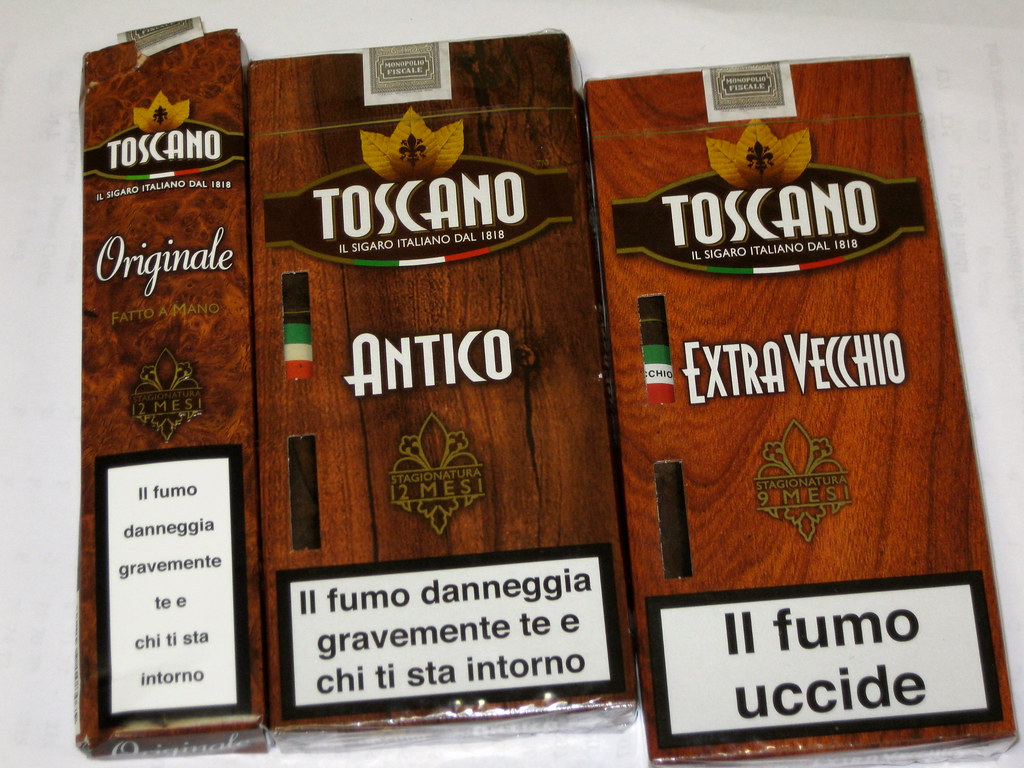 TOSCANO
IL SIGARO ITALIANO DAL 1818
Originale
FATTO A MANO
STAGIONATURA
12 MESI
Il fumo
danneggia
gravemente
te e
chi ti sta
intorno
Originale
MONOPOLIO
FISCALE
TOSCANO
IL SIGARO ITALIANO DAL 1818
ANTICO
STAGIONATURA
12 MESI
Il fumo danneggia
gravemente te e
chi ti sta intorno
MONOPOLIO
FISCALE
TOSCANO
IL SIGARO ITALIANO DAL 1818
CCHIO
EXTRA VECCHIO
STAGIONATURA
9 MESI
Il fumo
uccide